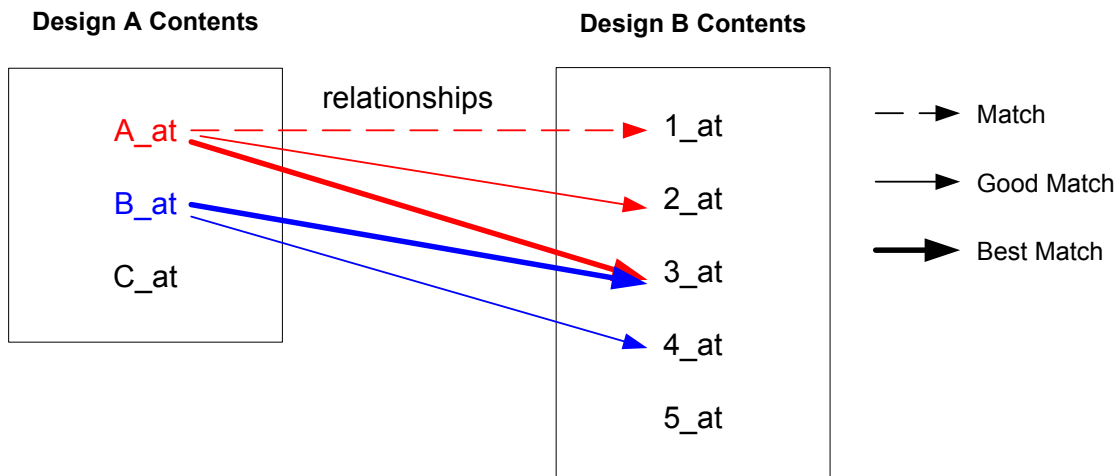 Design A Contents
Design B Contents
relationships
A_at
B_at
C_at
1_at
2_at
3_at
4_at
5_at
Match
Good Match
Best Match